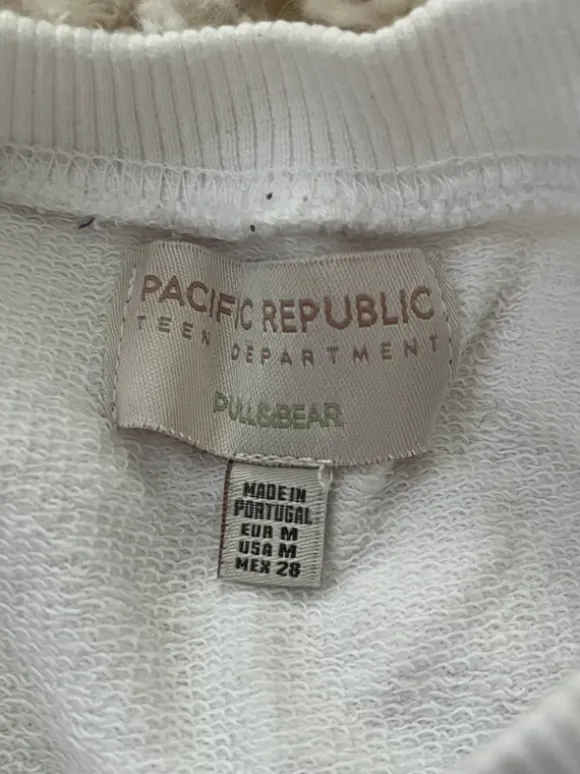 PACIFIC REPUBLIC
TEEN DEPARTMENT
PULL&BEAR
MADE IN
PORTUGAL
EUR M
USA M
MEX 28